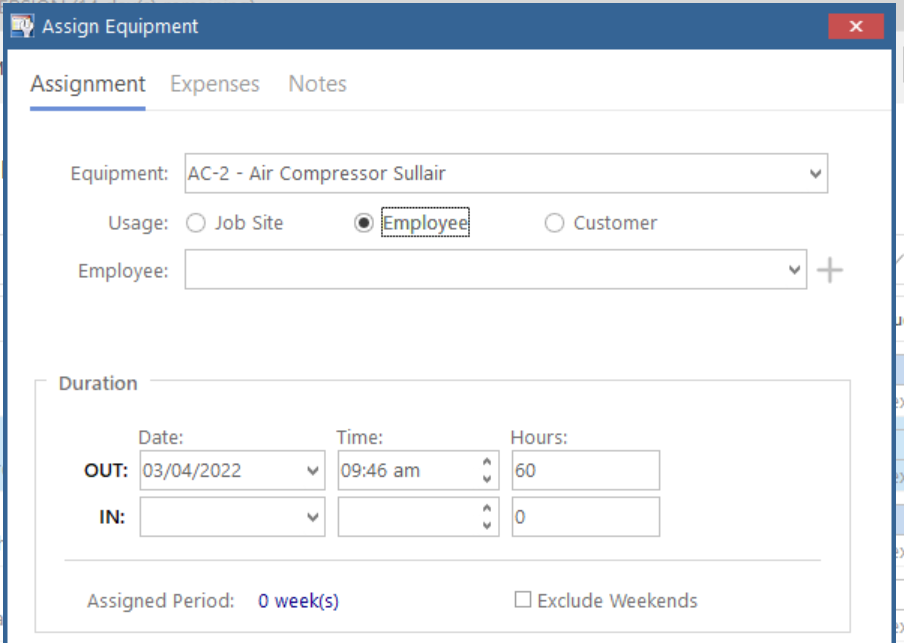 Assign Equipment
Assignment Expenses Notes
Equipment: AC-2 - Air Compressor Sullair
Usage: Job Site Employee Customer
Employee:
Duration
Date: Time: Hours:
OUT: 03/04/2022 09:46 am 60
IN: 0
Assigned Period: 0 week(s) Exclude Weekends